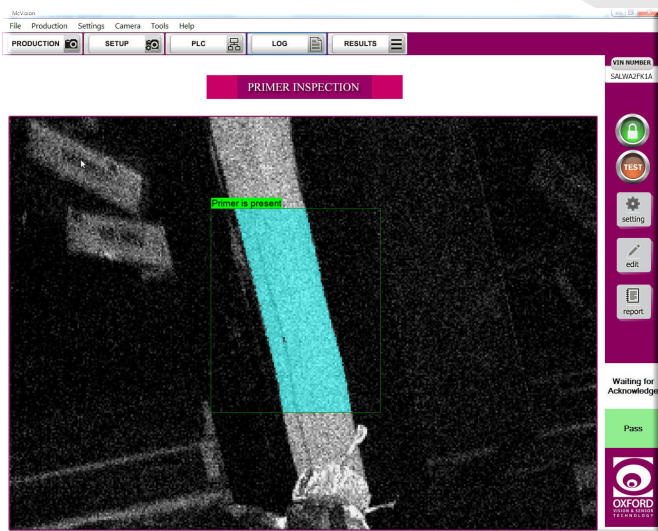 McVision
File Production Settings Camera Tools Help
PRODUCTION SETUP PLC LOG RESULTS
VIN NUMBER
SALWA2FK1A
PRIMER INSPECTION
TEST
Primer is present
setting
edit
report
Waiting for
Acknowledge
Pass
OXFORD
VISION & SENSOR
TECHNOLOGY